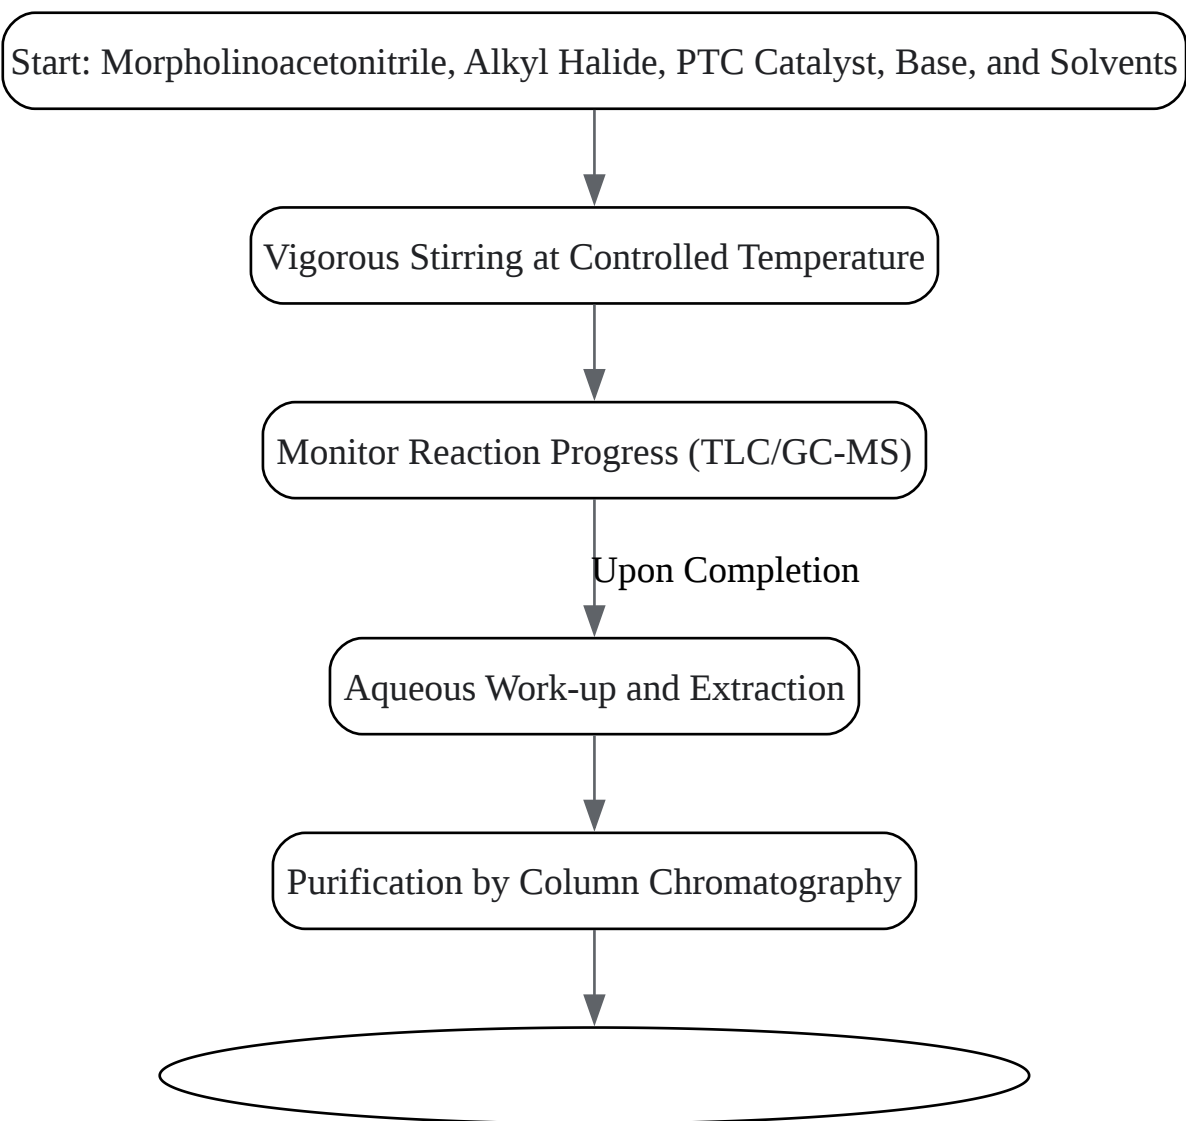 Start: Morpholinoacetonitrile, Alkyl Halide, PTC Catalyst, Base, and Solvents
Vigorous Stirring at Controlled Temperature
Monitor Reaction Progress (TLC/GC-MS)
Upon Completion
Aqueous Work-up and Extraction
Purification by Column Chromatography